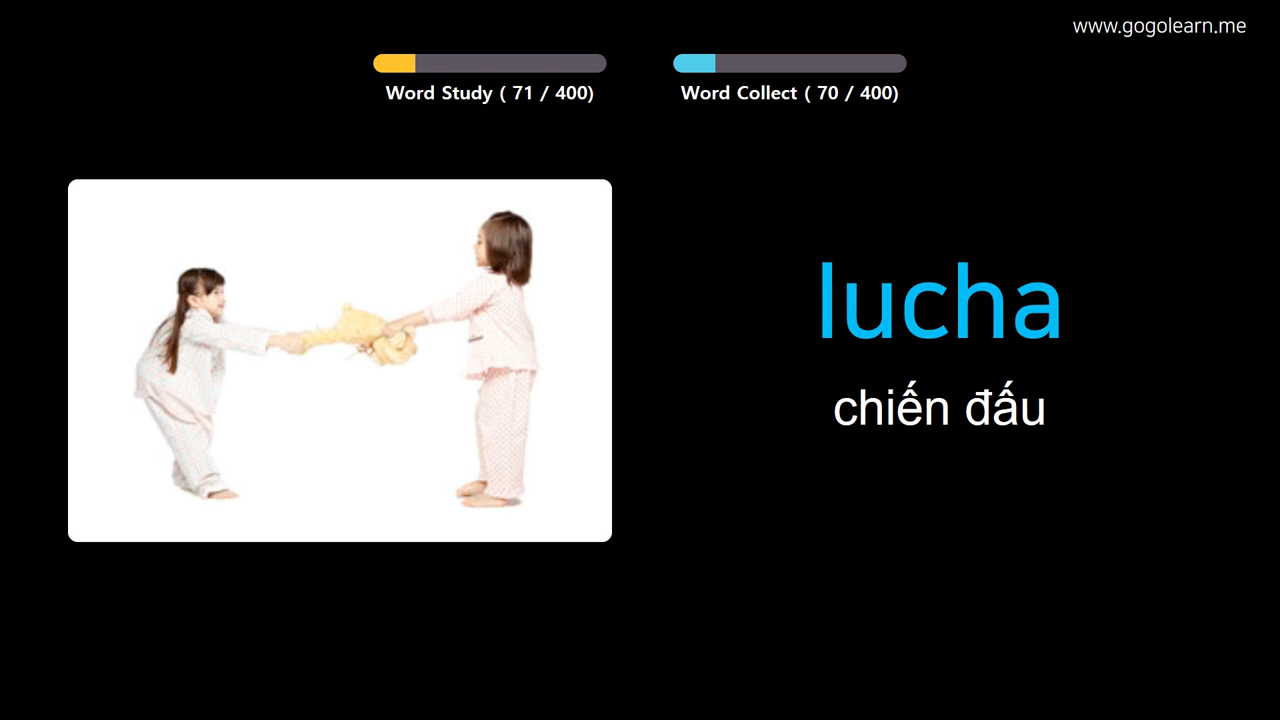 www.gogolearn.me
Word Study ( 71 / 400)
Word Collect ( 70 / 400)
lucha
chiến đấu